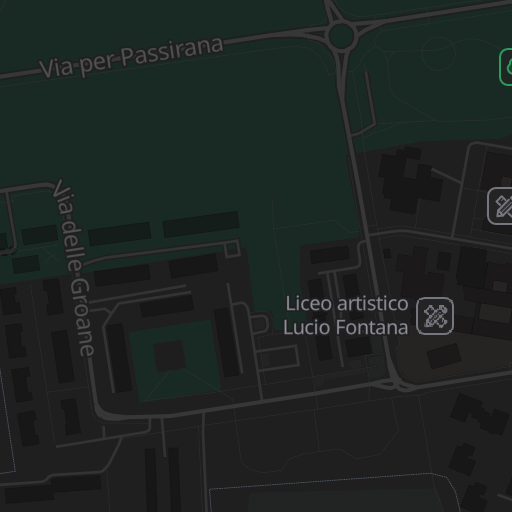 Via per Passirana
Via delle Groane
Liceo artistico
Lucio Fontana